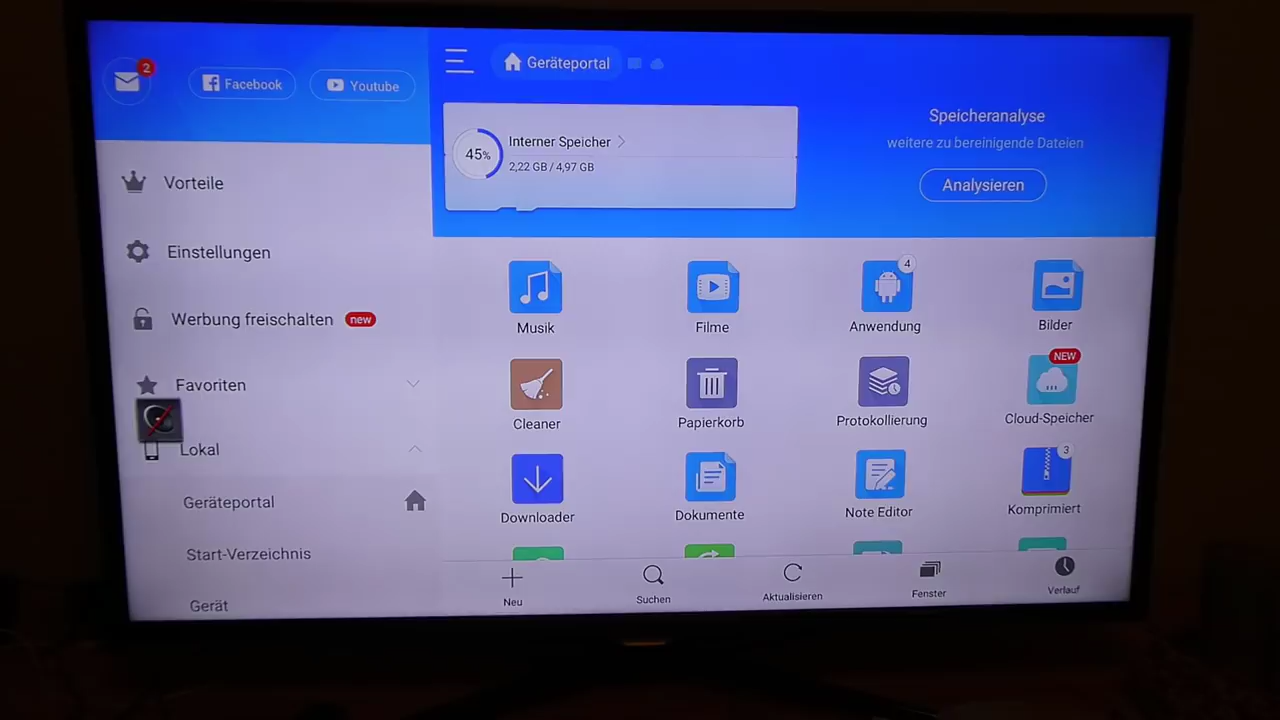 2
Facebook
Youtube
Vorteile
Einstellungen
Werbung freischalten new
Favoriten
Lokal
Geräteportal
Start-Verzeichnis
Gerät
Geräteportal
45%
Interner Speicher
2,22 GB / 4,97 GB
Speicheranalyse
weitere zu bereinigende Dateien
Analysieren
4
Musik
Filme
Anwendung
Bilder
NEW
Cleaner
Papierkorb
Protokollierung
Cloud-Speicher
3
Downloader
Dokumente
Note Editor
Komprimiert
Neu
Suchen
Aktualisieren
Fenster
Verlauf